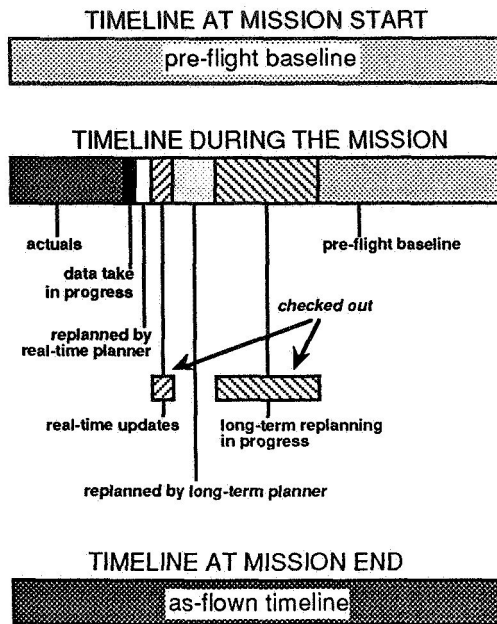 TIMELINE AT MISSION START
pre-flight baseline
TIMELINE DURING THE MISSION
actuals
pre-flight baseline
data take
in progress
checked out
replanned by
real-time planner
real-time updates
long-term replanning
in progress
replanned by long-term planner
TIMELINE AT MISSION END
as-flown timeline